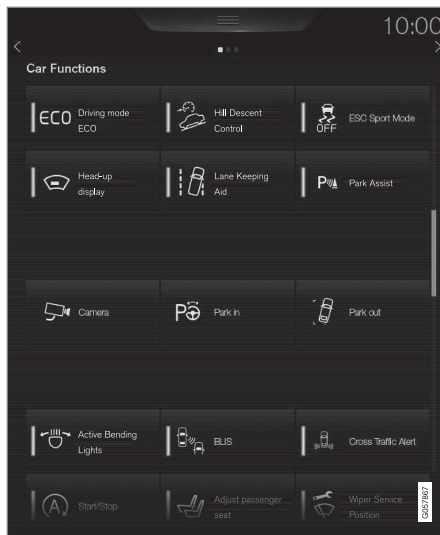 10:00
Car Functions
ECO Driving mode
ECO
Hill Descent
Control
OFF ESC Sport Mode
Head-up
display
Lane Keeping
Aid
P Park Assist
Camera
P Park in
Park out
Active Bending
Lights
BLIS
Cross Traffic Alert
A Start/Stop
Adjust passenger
seat
Wiper Service
Position
G057867